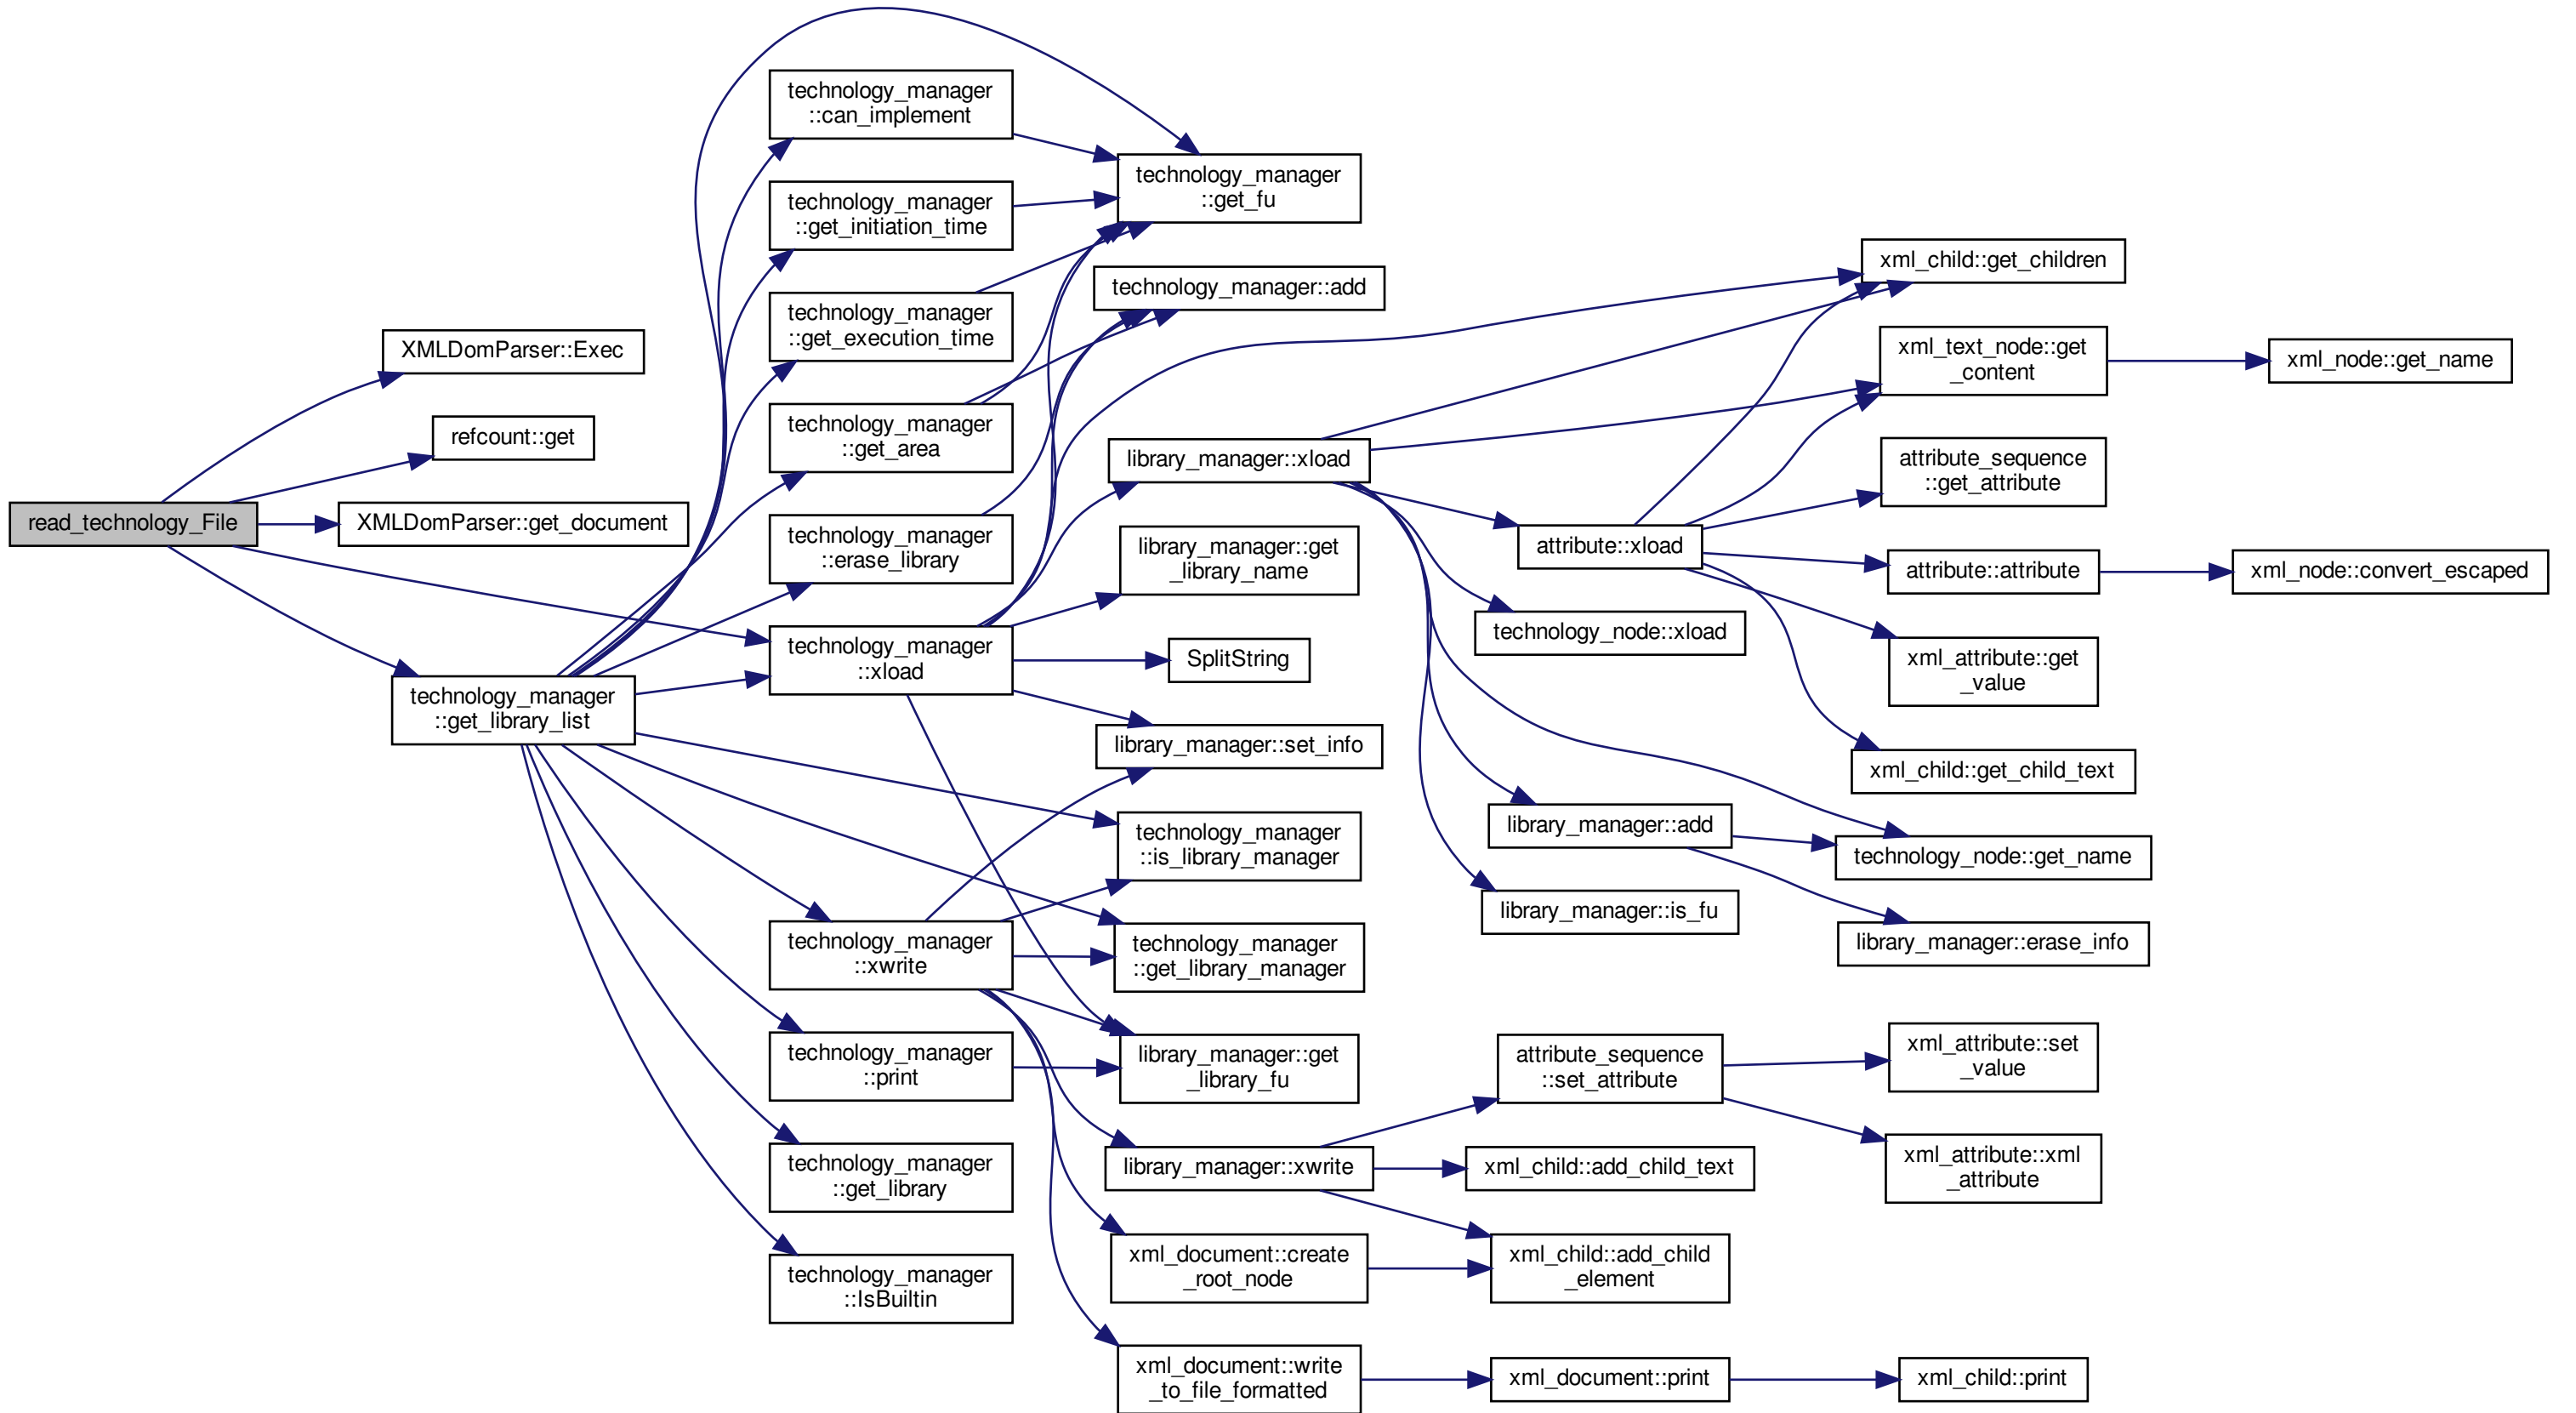 read_technology_File
XMLDomParser::Exec
refcount::get
XMLDomParser::get_document
technology_manager
::get_library_list
technology_manager
::can_implement
technology_manager
::get_initiation_time
technology_manager
::get_execution_time
technology_manager
::get_area
technology_manager
::erase_library
technology_manager
::xload
technology_manager
::xwrite
technology_manager
::print
technology_manager
::get_library
technology_manager
::IsBuiltin
technology_manager
::get_fu
technology_manager::add
library_manager::xload
library_manager::get
_library_name
SplitString
library_manager::set_info
technology_manager
::is_library_manager
technology_manager
::get_library_manager
library_manager::get
_library_fu
library_manager::xwrite
xml_document::create
_root_node
xml_document::write
_to_file_formatted
attribute::xload
technology_node::xload
library_manager::add
library_manager::is_fu
attribute_sequence
::set_attribute
xml_child::add_child_text
xml_child::add_child
_element
xml_document::print
xml_child::get_children
xml_text_node::get
_content
attribute_sequence
::get_attribute
attribute::attribute
xml_attribute::get
_value
xml_child::get_child_text
technology_node::get_name
library_manager::erase_info
xml_attribute::set
_value
xml_attribute::xml
_attribute
xml_child::print
xml_node::get_name
xml_node::convert_escaped